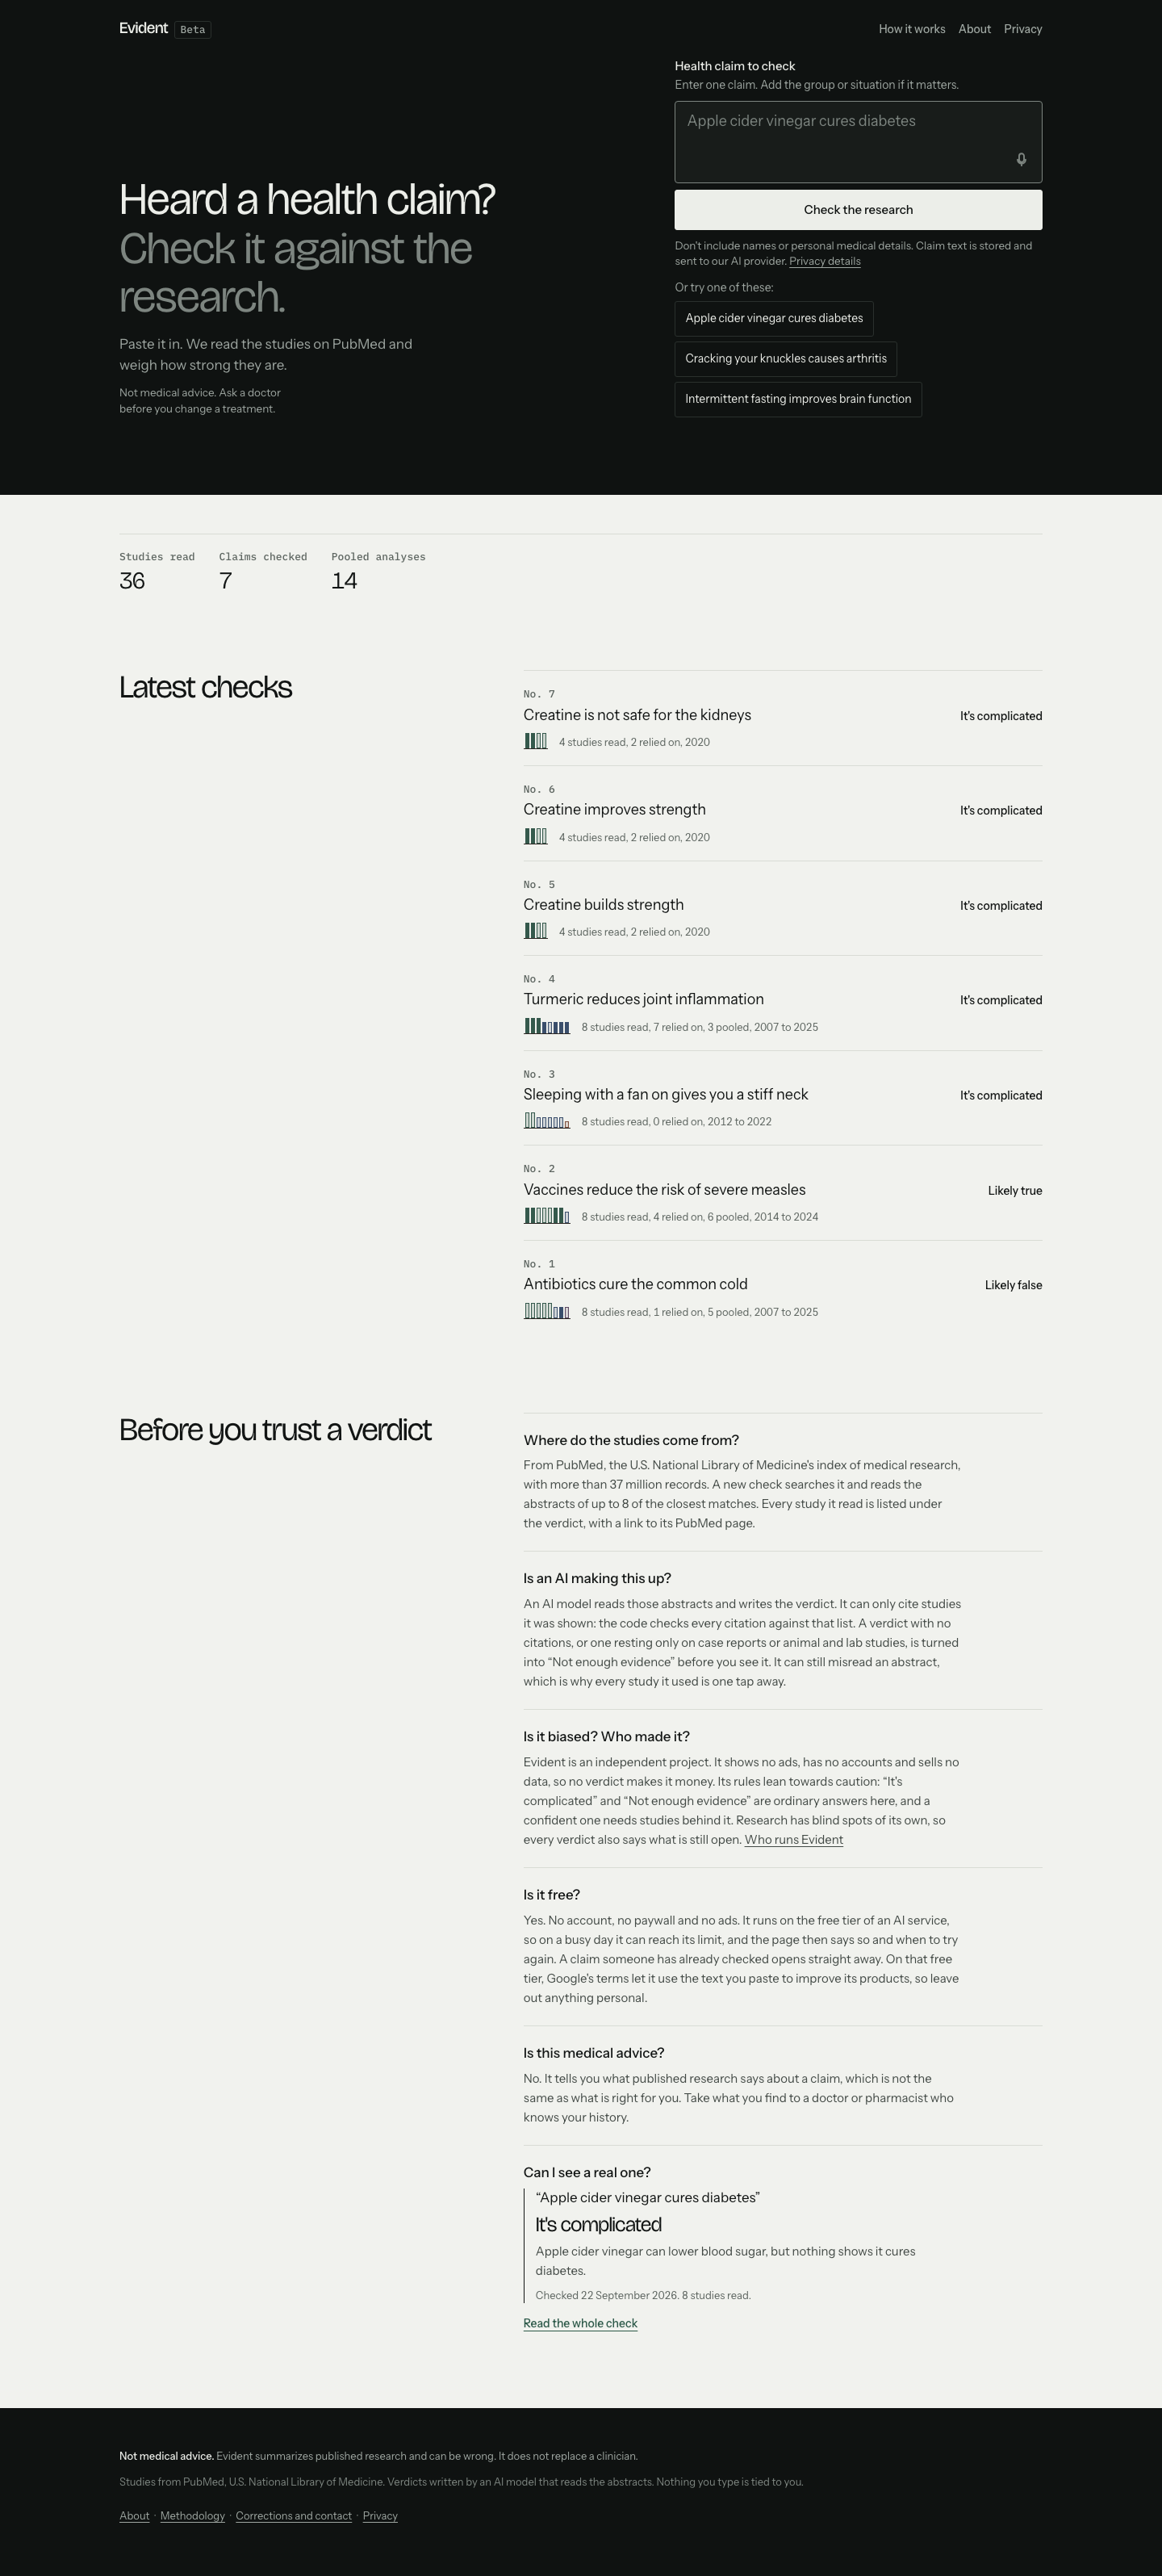 Evident Beta
How it works About Privacy
Health claim to check
Enter one claim. Add the group or situation if it matters.
Apple cider vinegar cures diabetes
Check the research
Don't include names or personal medical details. Claim text is stored and
sent to our AI provider. Privacy details
Or try one of these:
Apple cider vinegar cures diabetes
Cracking your knuckles causes arthritis
Intermittent fasting improves brain function
Heard a health claim?
Check it against the
research.
Paste it in. We read the studies on PubMed and
weigh how strong they are.
Not medical advice. Ask a doctor
before you change a treatment.
Studies read Claims checked Pooled analyses
36 7 14
Latest checks
No. 7
Creatine is not safe for the kidneys It's complicated
4 studies read, 2 relied on, 2020
No. 6
Creatine improves strength It's complicated
4 studies read, 2 relied on, 2020
No. 5
Creatine builds strength It's complicated
4 studies read, 2 relied on, 2020
No. 4
Turmeric reduces joint inflammation It's complicated
8 studies read, 7 relied on, 3 pooled, 2007 to 2025
No. 3
Sleeping with a fan on gives you a stiff neck It's complicated
8 studies read, 0 relied on, 2012 to 2022
No. 2
Vaccines reduce the risk of severe measles Likely true
8 studies read, 4 relied on, 6 pooled, 2014 to 2024
No. 1
Antibiotics cure the common cold Likely false
8 studies read, 1 relied on, 5 pooled, 2007 to 2025
Before you trust a verdict
Where do the studies come from?
From PubMed, the U.S. National Library of Medicine's index of medical research,
with more than 37 million records. A new check searches it and reads the
abstracts of up to 8 of the closest matches. Every study it read is listed under
the verdict, with a link to its PubMed page.
Is an AI making this up?
An AI model reads those abstracts and writes the verdict. It can only cite studies
it was shown: the code checks every citation against that list. A verdict with no
citations, or one resting only on case reports or animal and lab studies, is turned
into “Not enough evidence” before you see it. It can still misread an abstract,
which is why every study it used is one tap away.
Is it biased? Who made it?
Evident is an independent project. It shows no ads, has no accounts and sells no
data, so no verdict makes it money. Its rules lean towards caution: “It's
complicated” and “Not enough evidence” are ordinary answers here, and a
confident one needs studies behind it. Research has blind spots of its own, so
every verdict also says what is still open. Who runs Evident
Is it free?
Yes. No account, no paywall and no ads. It runs on the free tier of an AI service,
so on a busy day it can reach its limit, and the page then says so and when to try
again. A claim someone has already checked opens straight away. On that free
tier, Google's terms let it use the text you paste to improve its products, so leave
out anything personal.
Is this medical advice?
No. It tells you what published research says about a claim, which is not the
same as what is right for you. Take what you find to a doctor or pharmacist who
knows your history.
Can I see a real one?
“Apple cider vinegar cures diabetes”
It's complicated
Apple cider vinegar can lower blood sugar, but nothing shows it cures
diabetes.
Checked 22 September 2026. 8 studies read.
Read the whole check
Not medical advice. Evident summarizes published research and can be wrong. It does not replace a clinician.
Studies from PubMed, U.S. National Library of Medicine. Verdicts written by an AI model that reads the abstracts. Nothing you type is tied to you.
About · Methodology · Corrections and contact · Privacy